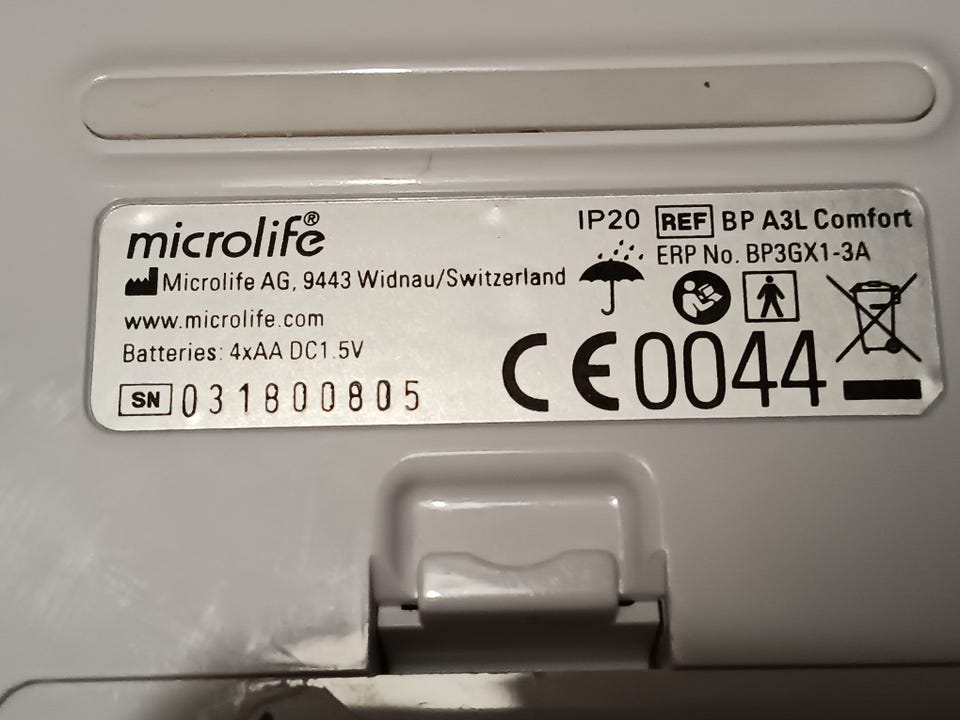 microlife®
Microlife AG, 9443 Widnau/Switzerland
www.microlife.com
Batteries: 4xAA DC1.5V
SN 031800805
IP20 REF BP A3L Comfort
ERP No. BP3GX1-3A
CE0044